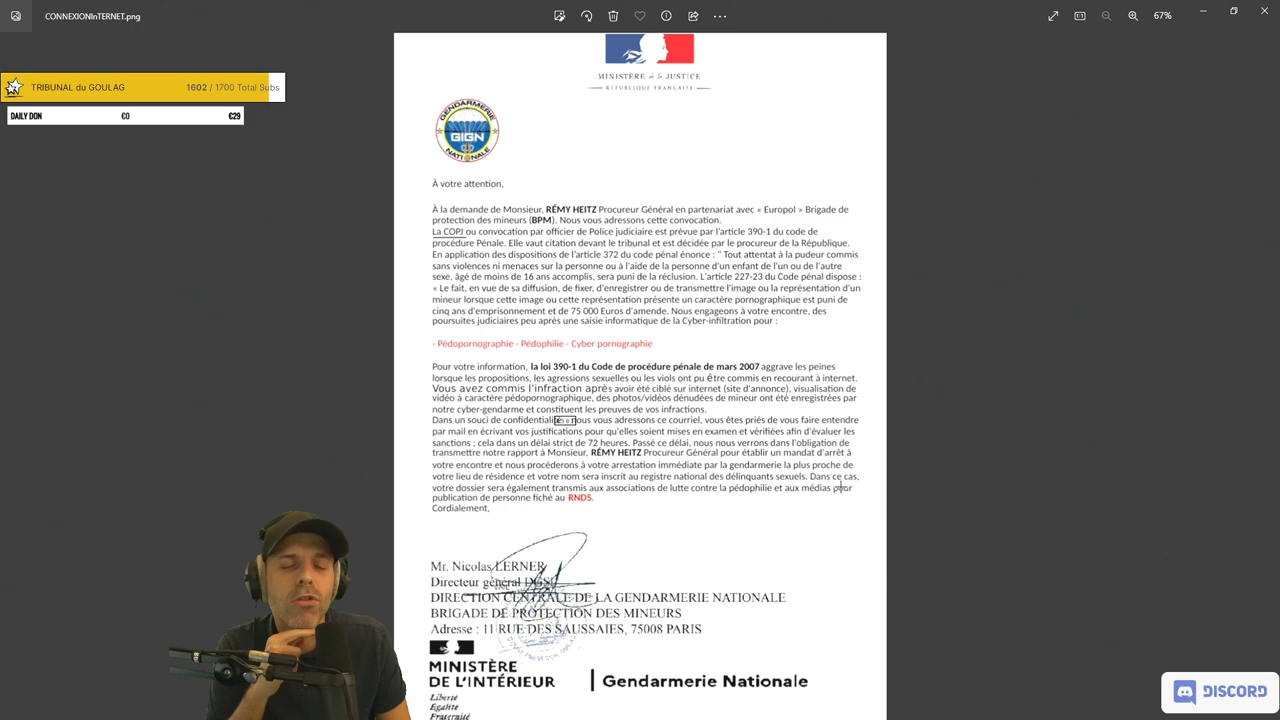 CONNEXIONInTERNET.png
67%
TRIBUNAL du GOULAG 1602 / 1700 Total Subs
DAILY DON €0 €29
MINISTÈRE de la JUSTICE
RÉPUBLIQUE FRANÇAISE
GENDARMERIE
GIGN
NATIONALE
À votre attention,
À la demande de Monsieur, RÉMY HEITZ Procureur Général en partenariat avec « Europol » Brigade de
protection des mineurs (BPM). Nous vous adressons cette convocation.
La COPJ ou convocation par officier de Police judiciaire est prévue par l'article 390-1 du code de
procédure Pénale. Elle vaut citation devant le tribunal et est décidée par le procureur de la République.
En application des dispositions de l'article 372 du code pénal énonce : " Tout attentat à la pudeur commis
sans violences ni menaces sur la personne ou à l'aide de la personne d'un enfant de l'un ou de l'autre
sexe, âgé de moins de 16 ans accomplis, sera puni de la réclusion. L'article 227-23 du Code pénal dispose :
« Le fait, en vue de sa diffusion, de fixer, d'enregistrer ou de transmettre l'image ou la représentation d'un
mineur lorsque cette image ou cette représentation présente un caractère pornographique est puni de
cinq ans d'emprisonnement et de 75 000 Euros d'amende. Nous engageons à votre encontre, des
poursuites judiciaires peu après une saisie informatique de la Cyber-infiltration pour :
- Pédopornographie - Pédophilie - Cyber pornographie
Pour votre information, la loi 390-1 du Code de procédure pénale de mars 2007 aggrave les peines
lorsque les propositions, les agressions sexuelles ou les viols ont pu être commis en recourant à internet.
Vous avez commis l'infraction après avoir été ciblé sur internet (site d'annonce), visualisation de
vidéo à caractère pédopornographique, des photos/vidéos dénudées de mineur ont été enregistrées par
notre cyber-gendarme et constituent les preuves de vos infractions.
Dans un souci de confidentialité nous vous adressons ce courriel, vous êtes priés de vous faire entendre
par mail en écrivant vos justifications pour qu'elles soient mises en examen et vérifiées afin d'évaluer les
sanctions ; cela dans un délai strict de 72 heures. Passé ce délai, nous nous verrons dans l'obligation de
transmettre notre rapport à Monsieur, RÉMY HEITZ Procureur Général pour établir un mandat d'arrêt à
votre encontre et nous procéderons à votre arrestation immédiate par la gendarmerie la plus proche de
votre lieu de résidence et votre nom sera inscrit au registre national des délinquants sexuels. Dans ce cas,
votre dossier sera également transmis aux associations de lutte contre la pédophilie et aux médias pour
publication de personne fiché au RNDS.
Cordialement,
Mr. Nicolas LERNER
Directeur général DGSI
DIRECTION CENTRALE DE LA GENDARMERIE NATIONALE
BRIGADE DE PROTECTION DES MINEURS
Adresse : 11 RUE DES SAUSSAIES, 75008 PARIS
MINISTÈRE
DE L'INTÉRIEUR
Gendarmerie Nationale
Liberté
Égalité
Fraternité
DISCORD